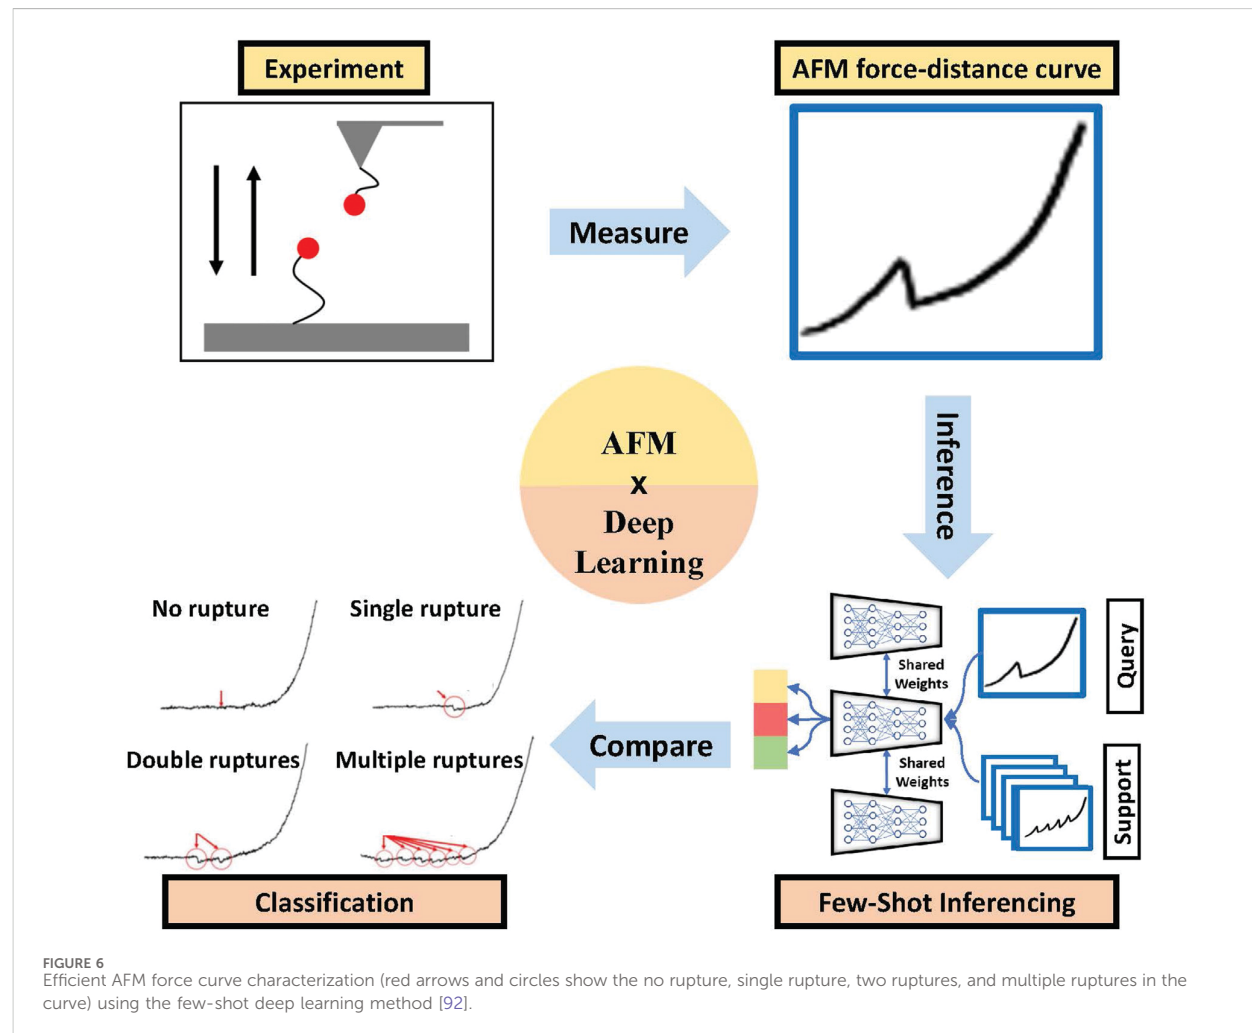 Experiment
AFM force-distance curve
Measure
Inference
AFM
x
Deep
Learning
No rupture
Single rupture
Double ruptures
Multiple ruptures
Classification
Compare
Shared
Weights
Shared
Weights
Query
Support
Few-Shot Inferencing
FIGURE 6
Efficient AFM force curve characterization (red arrows and circles show the no rupture, single rupture, two ruptures, and multiple ruptures in the
curve) using the few-shot deep learning method [92].